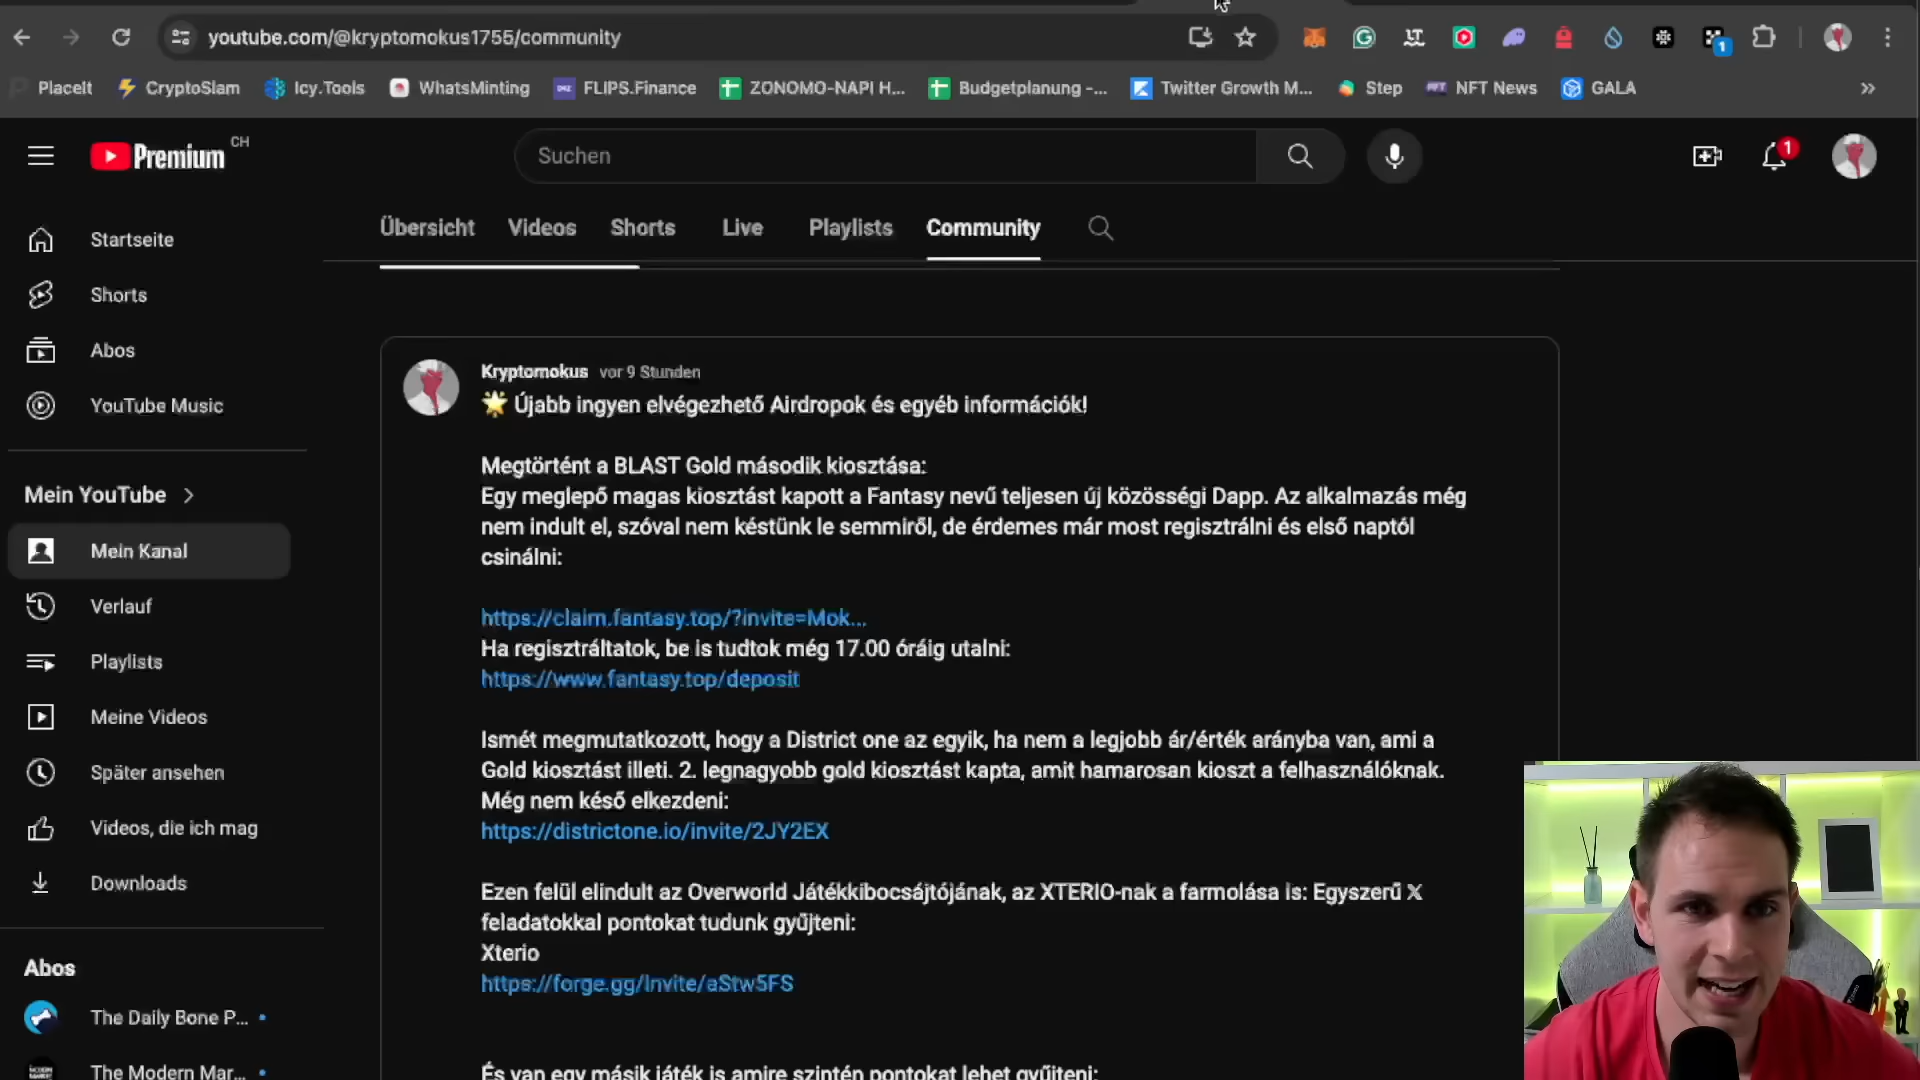 youtube.com/@kryptomokus1755/community
1
PlaceIt
CryptoSlam
Icy.Tools
WhatsMinting
FLIPS.Finance
ZONOMO-NAPI H...
Budgetplanung -...
Twitter Growth M...
Step
NFT News
GALA
»
Premium CH
Suchen
1
Übersicht
Videos
Shorts
Live
Playlists
Community
Startseite
Shorts
Abos
YouTube Music
Mein YouTube
Mein Kanal
Verlauf
Playlists
Meine Videos
Später ansehen
Videos, die ich mag
Downloads
Abos
The Daily Bone P...
The Modern Mar...
Kryptomokus vor 9 Stunden
🌟 Újabb ingyen elvégezhető Airdropok és egyéb információk!
Megtörtént a BLAST Gold második kiosztása:
Egy meglepő magas kiosztást kapott a Fantasy nevű teljesen új közösségi Dapp. Az alkalmazás még
nem indult el, szóval nem késtünk le semmiről, de érdemes már most regisztrálni és első naptól
csinálni:
https://claim.fantasy.top/?invite=Mok...
Ha regisztráltatok, be is tudtok még 17.00 óráig utalni:
https://www.fantasy.top/deposit
Ismét megmutatkozott, hogy a District one az egyik, ha nem a legjobb ár/érték arányba van, ami a
Gold kiosztást illeti. 2. legnagyobb gold kiosztást kapta, amit hamarosan kioszt a felhasználóknak.
Még nem késő elkezdeni:
https://districtone.io/invite/2JY2EX
Ezen felül elindult az Overworld Játékkibocsájtójának, az XTERIO-nak a farmolása is: Egyszerű 𝕏
feladatokkal pontokat tudunk gyűjteni:
Xterio
https://forge.gg/invite/aStw5FS
És van egy másik játék is amire szintén pontokat lehet gyűjteni: